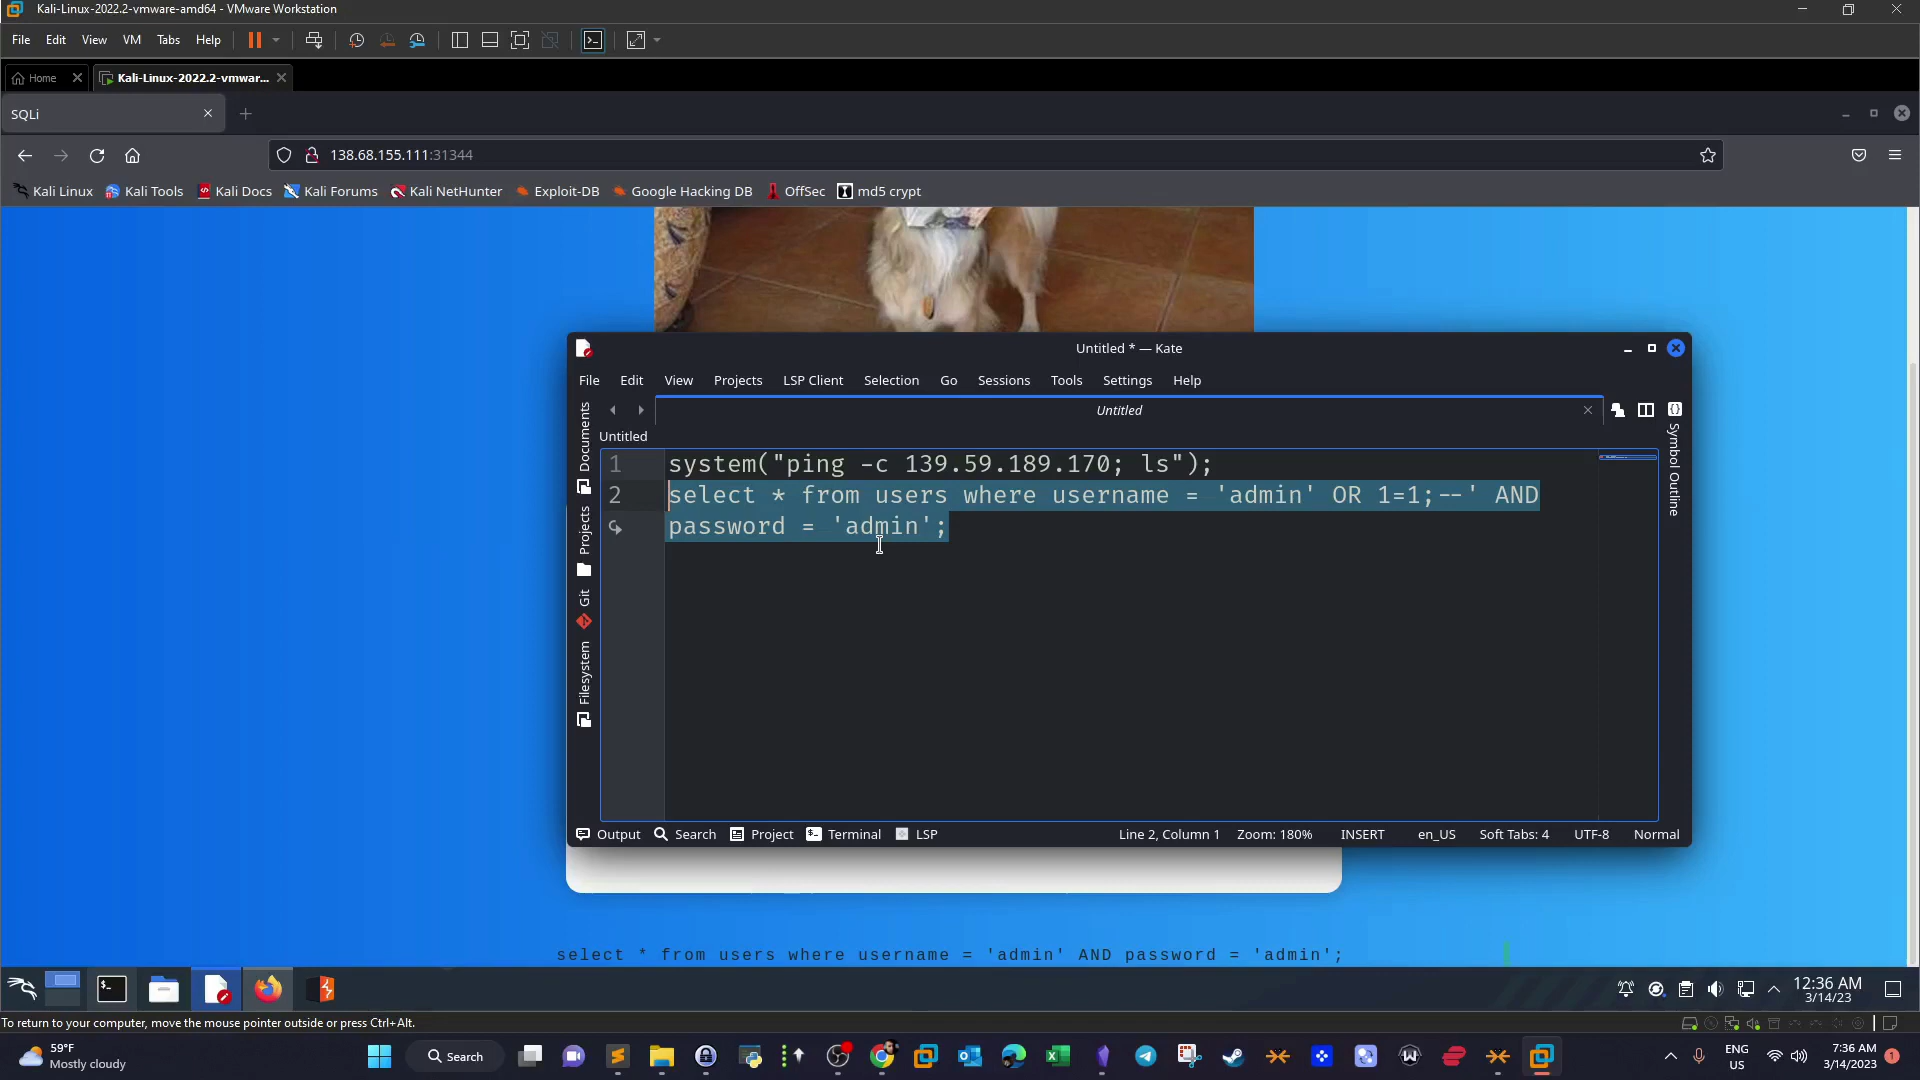 Kali-Linux-2022.2-vmware-amd64 - VMware Workstation
File Edit View VM Tabs Help
Home Kali-Linux-2022.2-vmwar...
SQLi
138.68.155.111:31344
Kali Linux Kali Tools Kali Docs Kali Forums Kali NetHunter Exploit-DB Google Hacking DB OffSec md5 crypt
Untitled * — Kate
File Edit View Projects LSP Client Selection Go Sessions Tools Settings Help
Untitled
Untitled
Documents
Projects
Git
Filesystem
Symbol Outline
1 system("ping -c 139.59.189.170; ls");
2 select * from users where username = 'admin' OR 1=1;--' AND
password = 'admin';
Output Search Project Terminal LSP Line 2, Column 1 Zoom: 180% INSERT en_US Soft Tabs: 4 UTF-8 Normal
select * from users where username = 'admin' AND password = 'admin';
12:36 AM
3/14/23
To return to your computer, move the mouse pointer outside or press Ctrl+Alt.
59°F
Mostly cloudy
Search
ENG
US
7:36 AM
3/14/2023
1